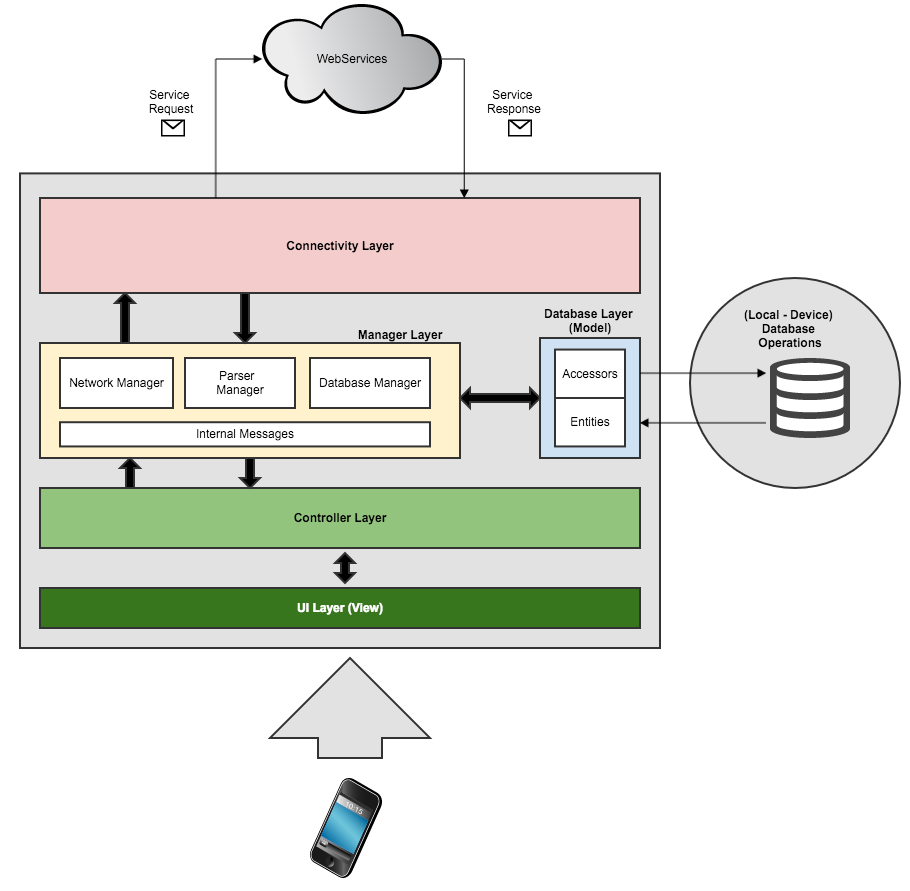 WebServices
Service
Request
Service
Response
Connectivity Layer
Manager Layer
Database Layer
(Model)
(Local - Device)
Database
Operations
Network Manager
Parser
Manager
Database Manager
Accessors
Internal Messages
Entities
Controller Layer
UI Layer (View)
10:15